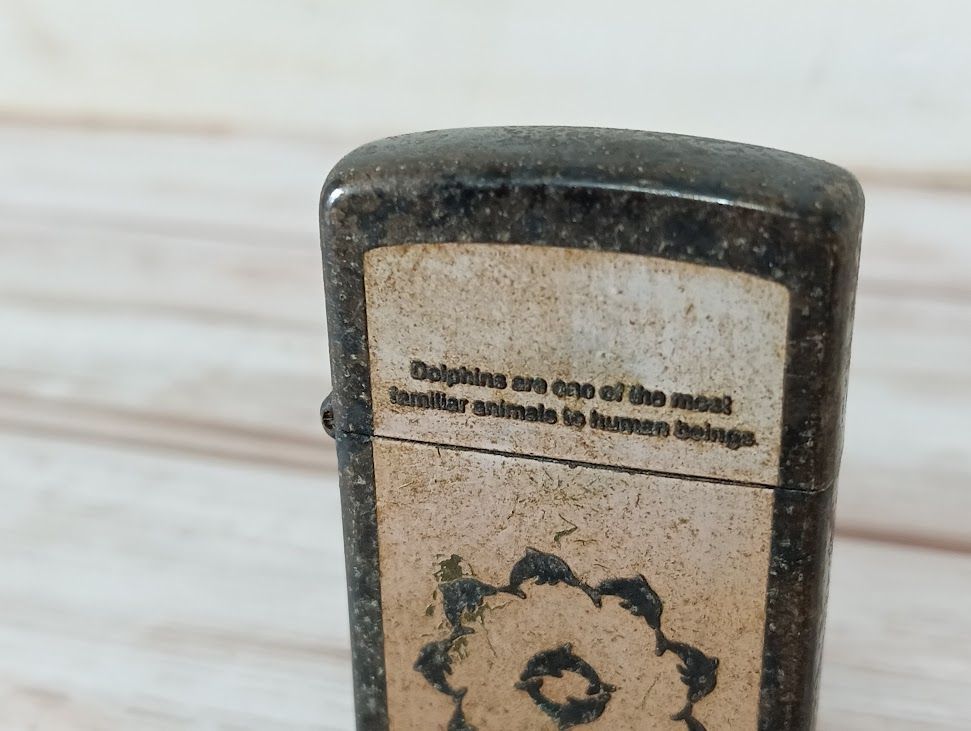 Dolphins are one of the most
familiar animals to human beings.